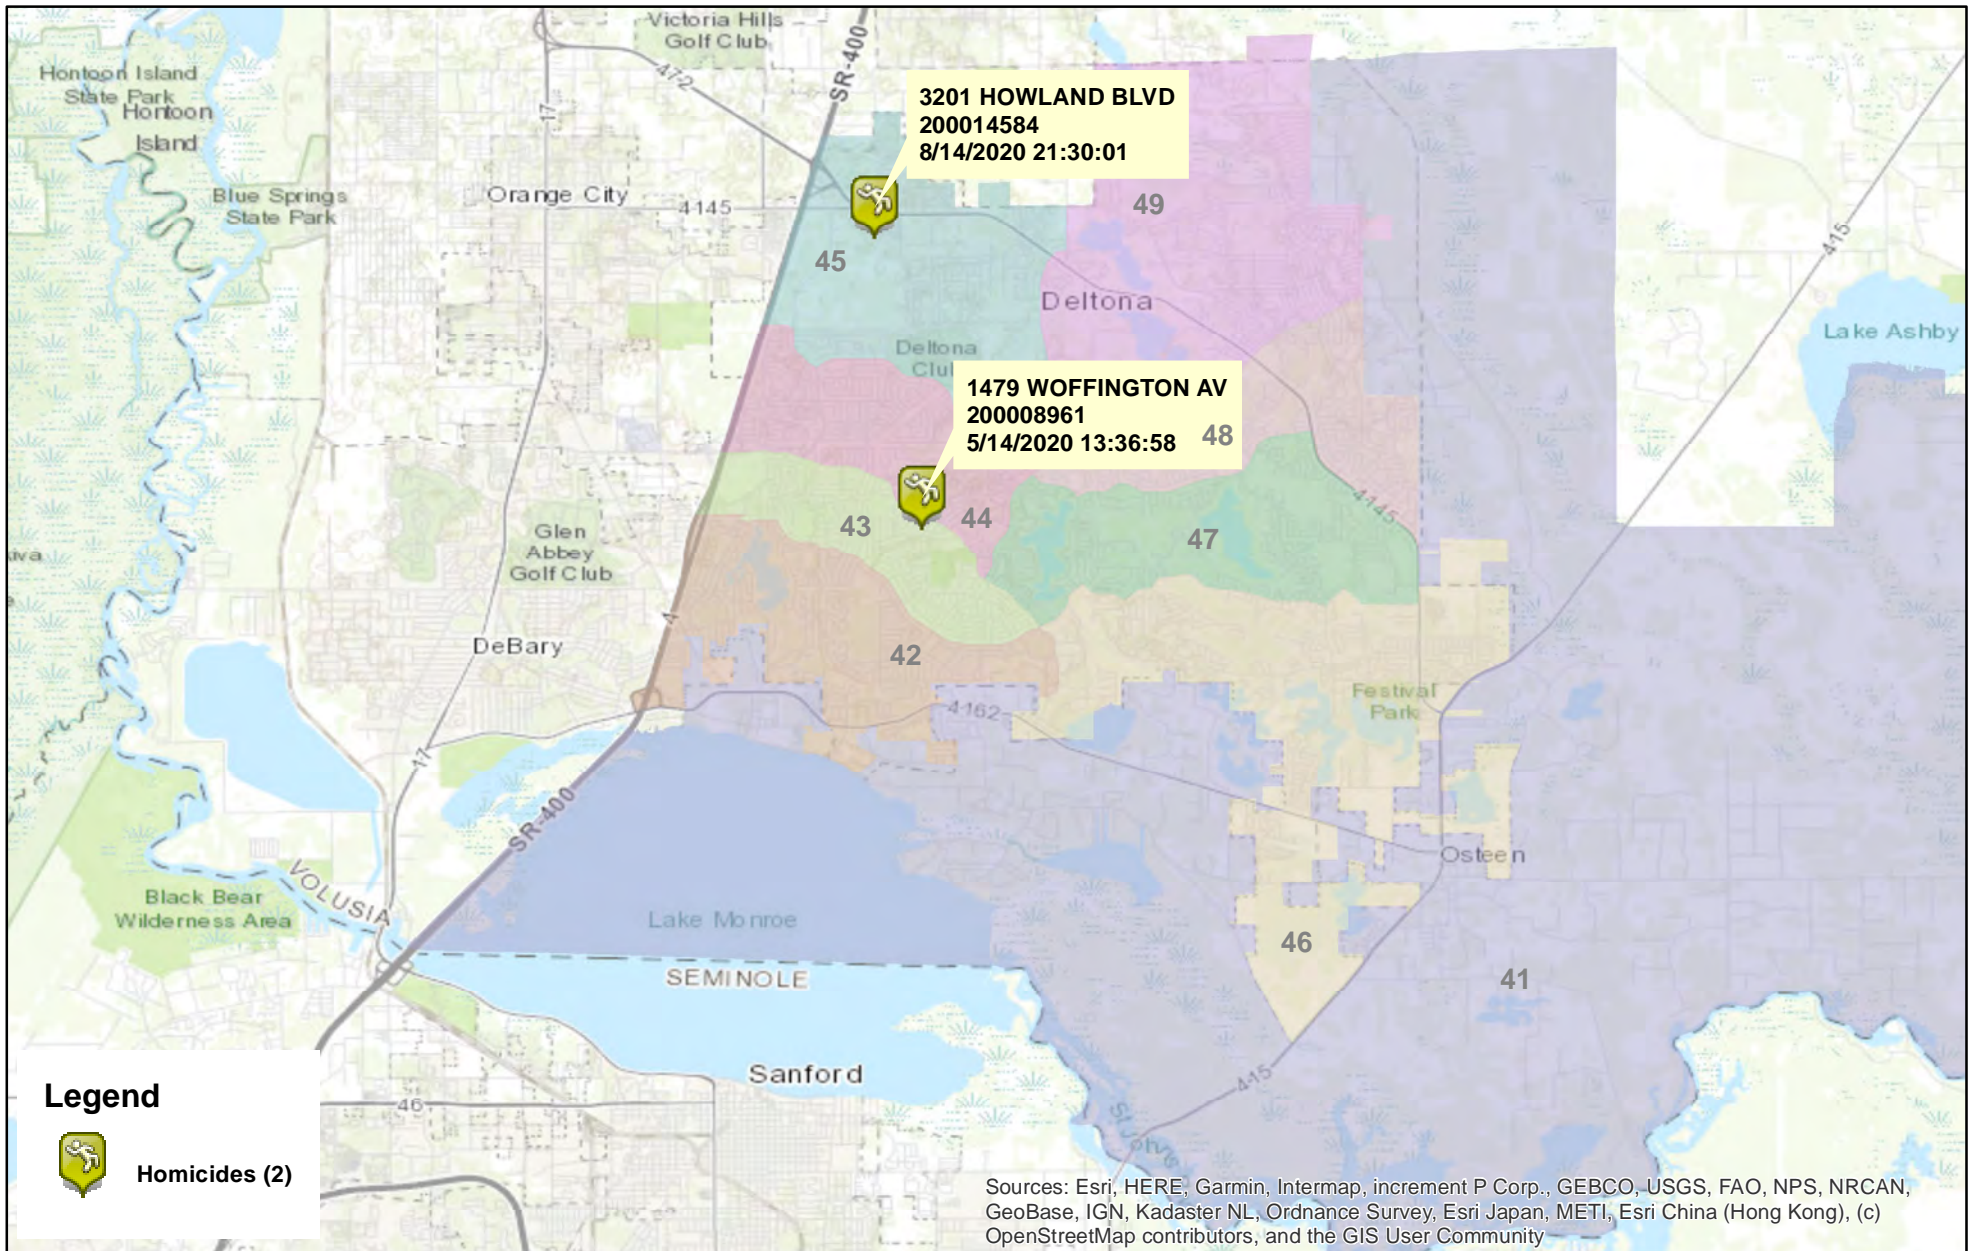 Victoria Hills
Golf Club
SR-400
472
Hontoon Island
State Park
Hontoon
Island
17
3201 HOWLAND BLVD
200014584
8/14/2020 21:30:01
Blue Springs
State Park
Orange City
4145
49
415
45
Deltona
Lake Ashby
Deltona
Club
1479 WOFFINGTON AV
200008961
5/14/2020 13:36:58
48
4145
43
44
47
Glen
Abbey
Golf Club
iva
4
DeBary
42
Festival
Park
4162
17
SR-400
Osteen
VOLUSIA
Black Bear
Wilderness Area
Lake Monroe
46
SEMINOLE
41
Sanford
415
St Johns
46
Legend
Homicides (2)
Sources: Esri, HERE, Garmin, Intermap, increment P Corp., GEBCO, USGS, FAO, NPS, NRCAN,
GeoBase, IGN, Kadaster NL, Ordnance Survey, Esri Japan, METI, Esri China (Hong Kong), (c)
OpenStreetMap contributors, and the GIS User Community